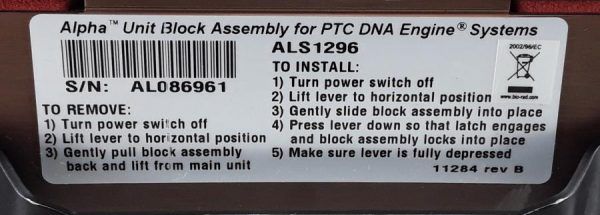 Alpha™ Unit Block Assembly for PTC DNA Engine® Systems
ALS1296
S/N: AL086961
TO INSTALL:
1) Turn power switch off
2) Lift lever to horizontal position
3) Gently slide block assembly into place
4) Press lever down so that latch engages
and block assembly locks into place
5) Make sure lever is fully depressed
11284 rev B
TO REMOVE:
1) Turn power switch off
2) Lift lever to horizontal position
3) Gently pull block assembly
back and lift from main unit
2002/96/EC
www.bio-rad.com